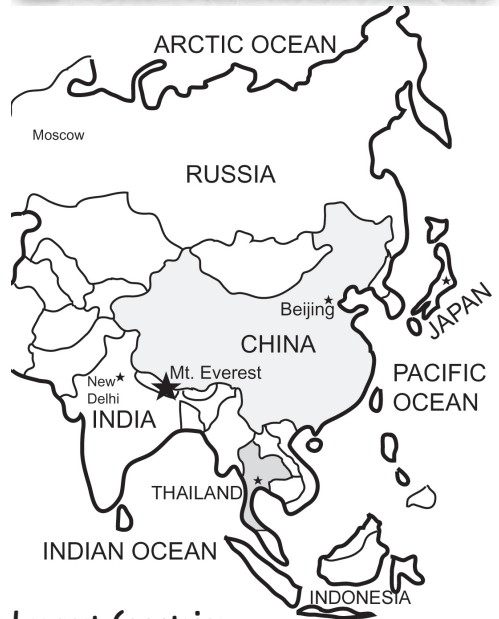 ARCTIC OCEAN
Moscow
RUSSIA
Beijing
JAPAN
CHINA
Mt. Everest
PACIFIC
OCEAN
New
Delhi
INDIA
THAILAND
INDIAN OCEAN
INDONESIA